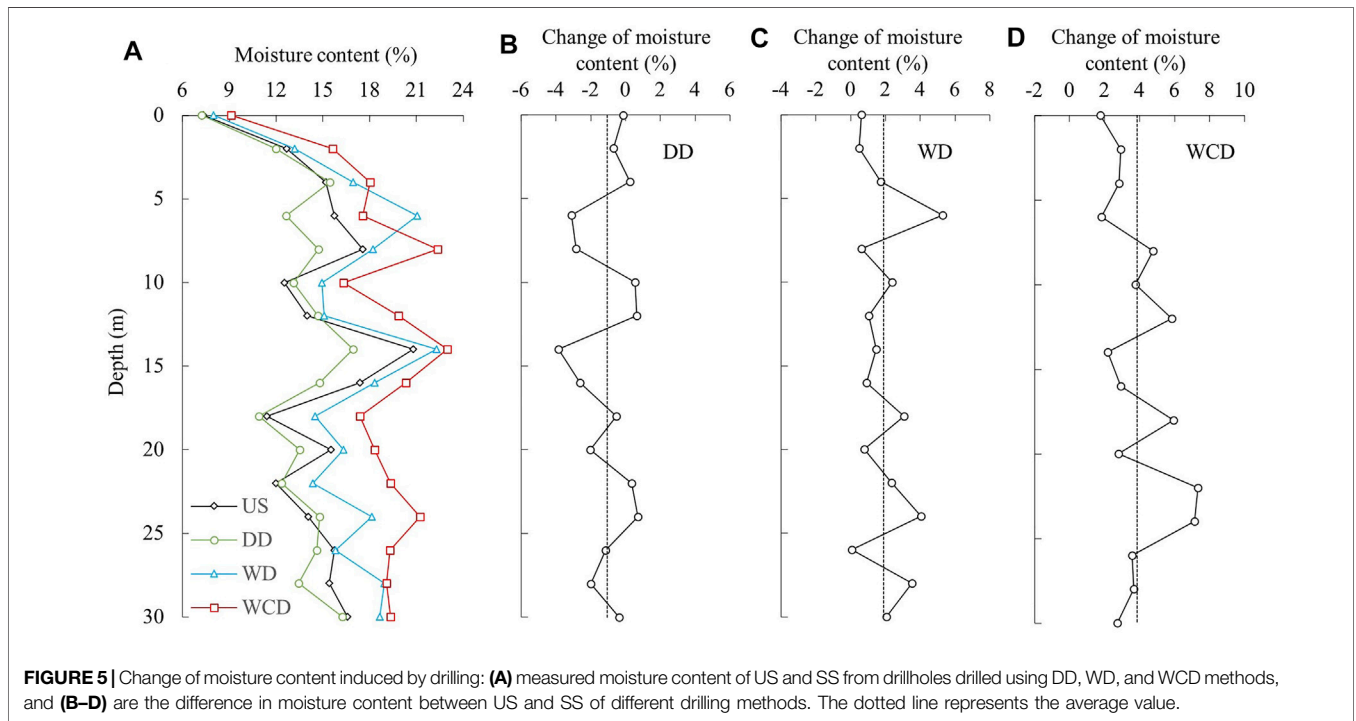 A Moisture content (%)
6 9 12 15 18 21 24
0
5
10
15
20
25
30
Depth (m)
US
DD
WD
WCD
B Change of moisture
content (%)
-6 -4 -2 0 2 4 6
DD
C Change of moisture
content (%)
-4 -2 0 2 4 6 8
WD
D Change of moisture
content (%)
-2 0 2 4 6 8 10
WCD
FIGURE 5 | Change of moisture content induced by drilling: (A) measured moisture content of US and SS from drillholes drilled using DD, WD, and WCD methods,
and (B–D) are the difference in moisture content between US and SS of different drilling methods. The dotted line represents the average value.